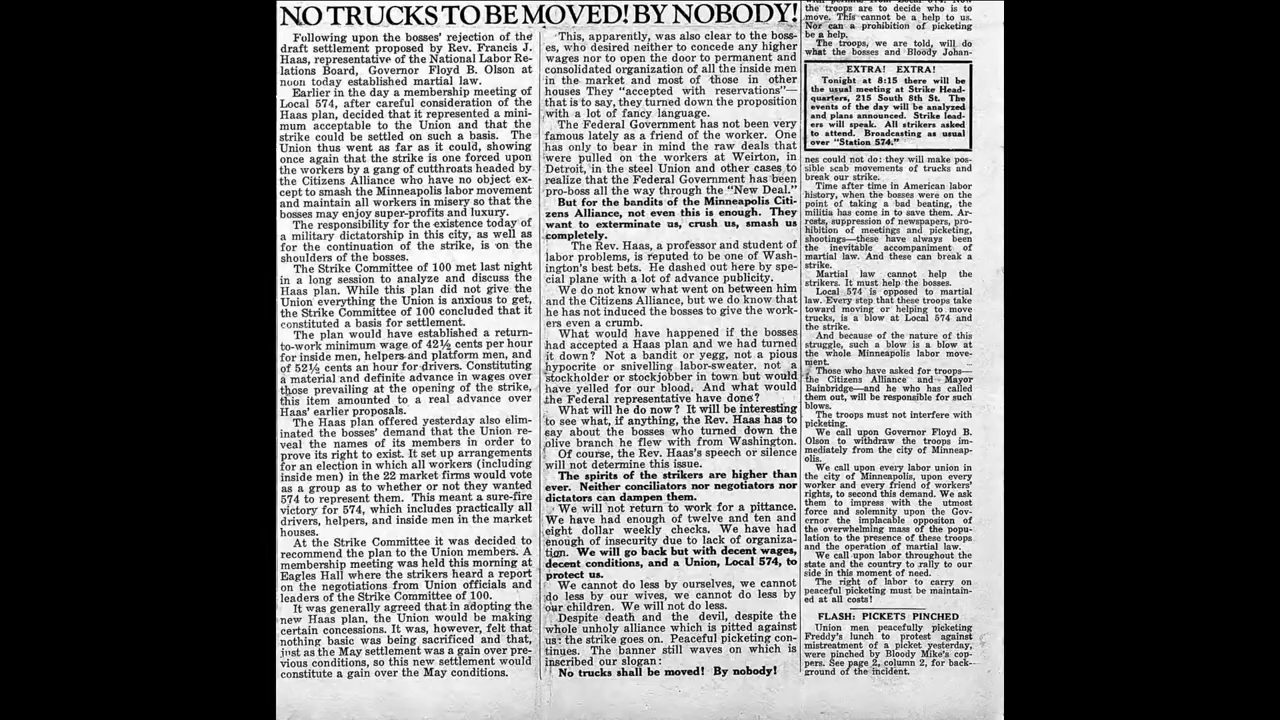 NO TRUCKS TO BE MOVED! BY NOBODY!
Following upon the bosses' rejection of the
draft settlement proposed by Rev. Francis J.
Haas, representative of the National Labor Re-
lations Board, Governor Floyd B. Olson at
noon today established martial law.
Earlier in the day a membership meeting of
Local 574, after careful consideration of the
Haas plan, decided that it represented a mini-
mum acceptable to the Union and that the
strike could be settled on such a basis. The
Union thus went as far as it could, showing
once again that the strike is one forced upon
the workers by a gang of cutthroats headed by
the Citizens Alliance who have no object ex-
cept to smash the Minneapolis labor movement
and maintain all workers in misery so that the
bosses may enjoy super-profits and luxury.
The responsibility for the existence today of
a military dictatorship in this city, as well as
for the continuation of the strike, is on the
shoulders of the bosses.
The Strike Committee of 100 met last night
in a long session to analyze and discuss the
Haas plan. While this plan did not give the
Union everything the Union is anxious to get,
the Strike Committee of 100 concluded that it
constituted a basis for settlement.
The plan would have established a return-
to-work minimum wage of 42½ cents per hour
for inside men, helpers and platform men, and
of 52½ cents an hour for drivers. Constituting
a material and definite advance in wages over
those prevailing at the opening of the strike,
this item amounted to a real advance over
Haas' earlier proposals.
The Haas plan offered yesterday also elim-
inated the bosses' demand that the Union re-
veal the names of its members in order to
prove its right to exist. It set up arrangements
for an election in which all workers (including
inside men) in the 22 market firms would vote
as a group as to whether or not they wanted
574 to represent them. This meant a sure-fire
victory for 574, which includes practically all
drivers, helpers, and inside men in the market
houses.
At the Strike Committee it was decided to
recommend the plan to the Union members. A
membership meeting was held this morning at
Eagles Hall where the strikers heard a report
on the negotiations from Union officials and
leaders of the Strike Committee of 100.
It was generally agreed that in adopting the
new Haas plan, the Union would be making
certain concessions. It was, however, felt that
nothing basic was being sacrificed and that,
just as the May settlement was a gain over pre-
vious conditions, so this new settlement would
constitute a gain over the May conditions.
This, apparently, was also clear to the boss-
es, who desired neither to concede any higher
wages nor to open the door to permanent and
consolidated organization of all the inside men
in the market and most of those in other
houses They "accepted with reservations"—
that is to say, they turned down the proposition
with a lot of fancy language.
The Federal Government has not been very
famous lately as a friend of the worker. One
has only to bear in mind the raw deals that
were pulled on the workers at Weirton, in
Detroit, in the steel Union and other cases to
realize that the Federal Government has been
pro-boss all the way through the "New Deal."
But for the bandits of the Minneapolis Citi-
zens Alliance, not even this is enough. They
want to exterminate us, crush us, smash us
completely.
The Rev. Haas, a professor and student of
labor problems, is reputed to be one of Wash-
ington's best bets. He dashed out here by spe-
cial plane with a lot of advance publicity.
We do not know what went on between him
and the Citizens Alliance, but we do know that
he has not induced the bosses to give the work-
ers even a crumb.
What would have happened if the bosses
had accepted a Haas plan and we had turned
it down? Not a bandit or yegg, not a pious
hypocrite or snivelling labor-sweater, not a
stockholder or stockjobber in town but would
have yelled for our blood. And what would
the Federal representative have done?
What will he do now? It will be interesting
to see what, if anything, the Rev. Haas has to
say about the bosses who turned down the
olive branch he flew with from Washington.
Of course, the Rev. Haas's speech or silence
will not determine this issue.
The spirits of the strikers are higher than
ever. Neither conciliators nor negotiators nor
dictators can dampen them.
We will not return to work for a pittance.
We have had enough of twelve and ten and
eight dollar weekly checks. We have had
enough of insecurity due to lack of organiza-
tion. We will go back but with decent wages,
decent conditions, and a Union, Local 574, to
protect us.
We cannot do less by ourselves, we cannot
do less by our wives, we cannot do less by
our children. We will not do less.
Despite death and the devil, despite the
whole unholy alliance which is pitted against
us: the strike goes on. Peaceful picketing con-
tinues. The banner still waves on which is
inscribed our slogan:
No trucks shall be moved! By nobody!
the troops are to decide who is to
move. This cannot be a help to us.
Nor can a prohibition of picketing
be a help.
The troops, we are told, will do
what the bosses and Bloody Johan-
EXTRA! EXTRA!
Tonight at 8:15 there will be
the usual meeting at Strike Head-
quarters, 215 South 8th St. The
events of the day will be analyzed
and plans announced. Strike lead-
ers will speak. All strikers asked
to attend. Broadcasting as usual
over "Station 574."
nes could not do: they will make pos-
sible scab movements of trucks and
break our strike.
Time after time in American labor
history, when the bosses were on the
point of taking a bad beating, the
militia has come in to save them. Ar-
rests, suppression of newspapers, pro-
hibition of meetings and picketing,
shootings—these have always been
the inevitable accompaniment of
martial law. And these can break a
strike.
Martial law cannot help the
strikers. It must help the bosses.
Local 574 is opposed to martial
law. Every step that these troops take
toward moving or helping to move
trucks, is a blow at Local 574 and
the strike.
And because of the nature of this
struggle, such a blow is a blow at
the whole Minneapolis labor move-
ment.
Those who have asked for troops—
the Citizens Alliance and Mayor
Bainbridge—and he who has called
them out, will be responsible for such
blows.
The troops must not interfere with
picketing.
We call upon Governor Floyd B.
Olson to withdraw the troops im-
mediately from the city of Minneap-
olis.
We call upon every labor union in
the city of Minneapolis, upon every
worker and every friend of workers'
rights, to second this demand. We ask
them to impress with the utmost
force and solemnity upon the Gov-
ernor the implacable oppositon of
the overwhelming mass of the popu-
lation to the presence of these troops
and the operation of martial law.
We call upon labor throughout the
state and the country to rally to our
side in this moment of need.
The right of labor to carry on
peaceful picketing must be maintain-
ed at all costs!
FLASH: PICKETS PINCHED
Union men peacefully picketing
Freddy's lunch to protest against
mistreatment of a picket yesterday,
were pinched by Bloody Mike's cop-
pers. See page 2, column 2, for back-
ground of the incident.